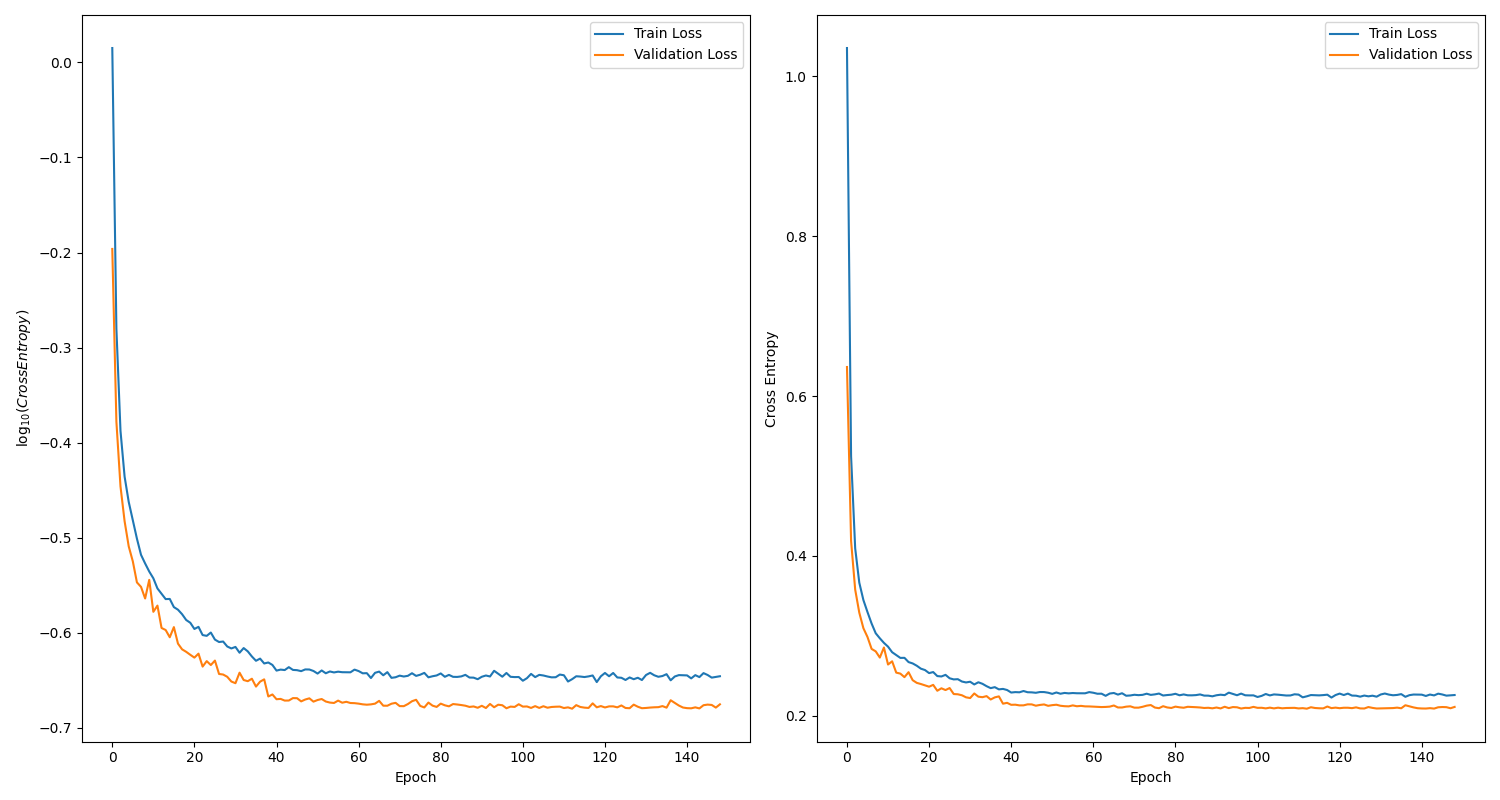 Train Loss
Validation Loss
0.0
−0.1
−0.2
−0.3
−0.4
−0.5
−0.6
−0.7
log₁₀(CrossEntropy)
0 20 40 60 80 100 120 140
Epoch
Train Loss
Validation Loss
1.0
0.8
0.6
0.4
0.2
Cross Entropy
0 20 40 60 80 100 120 140
Epoch